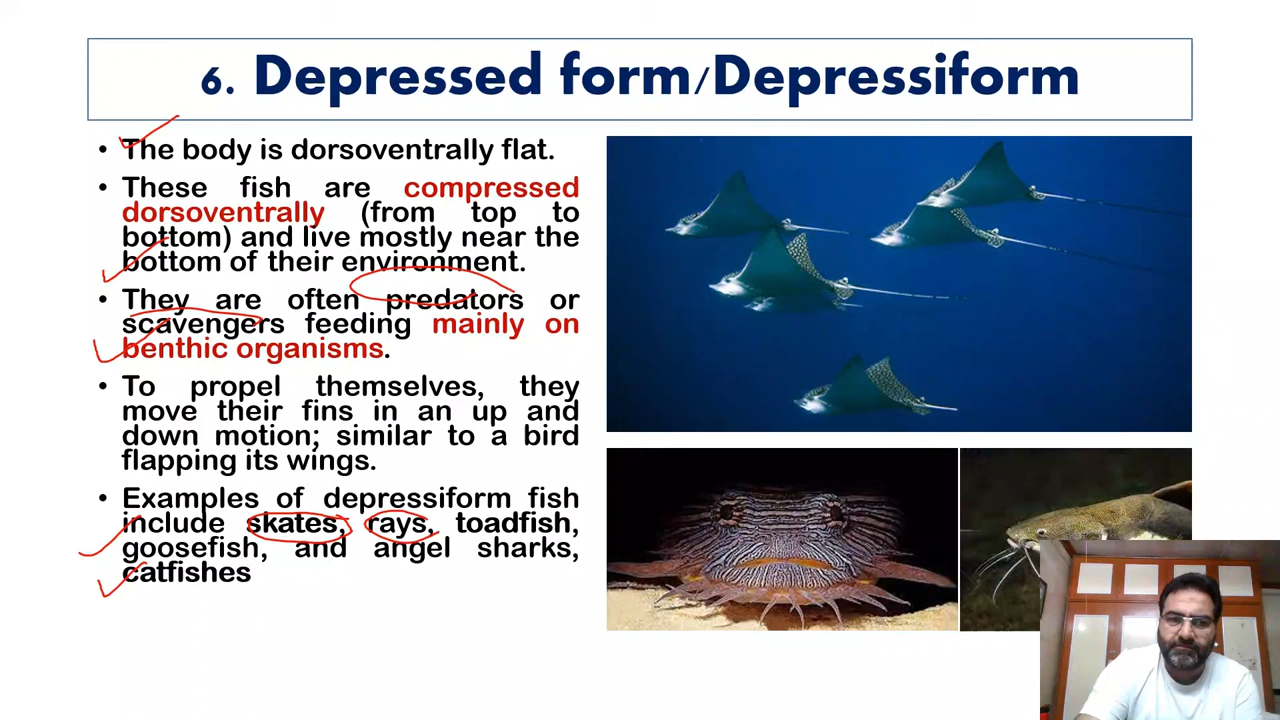 6. Depressed form/Depressiform
• The body is dorsoventrally flat.
• These fish are compressed
dorsoventrally (from top to
bottom) and live mostly near the
bottom of their environment.
• They are often predators or
scavengers feeding mainly on
benthic organisms.
• To propel themselves, they
move their fins in an up and
down motion; similar to a bird
flapping its wings.
• Examples of depressiform fish
include skates, rays, toadfish,
goosefish, and angel sharks,
catfishes